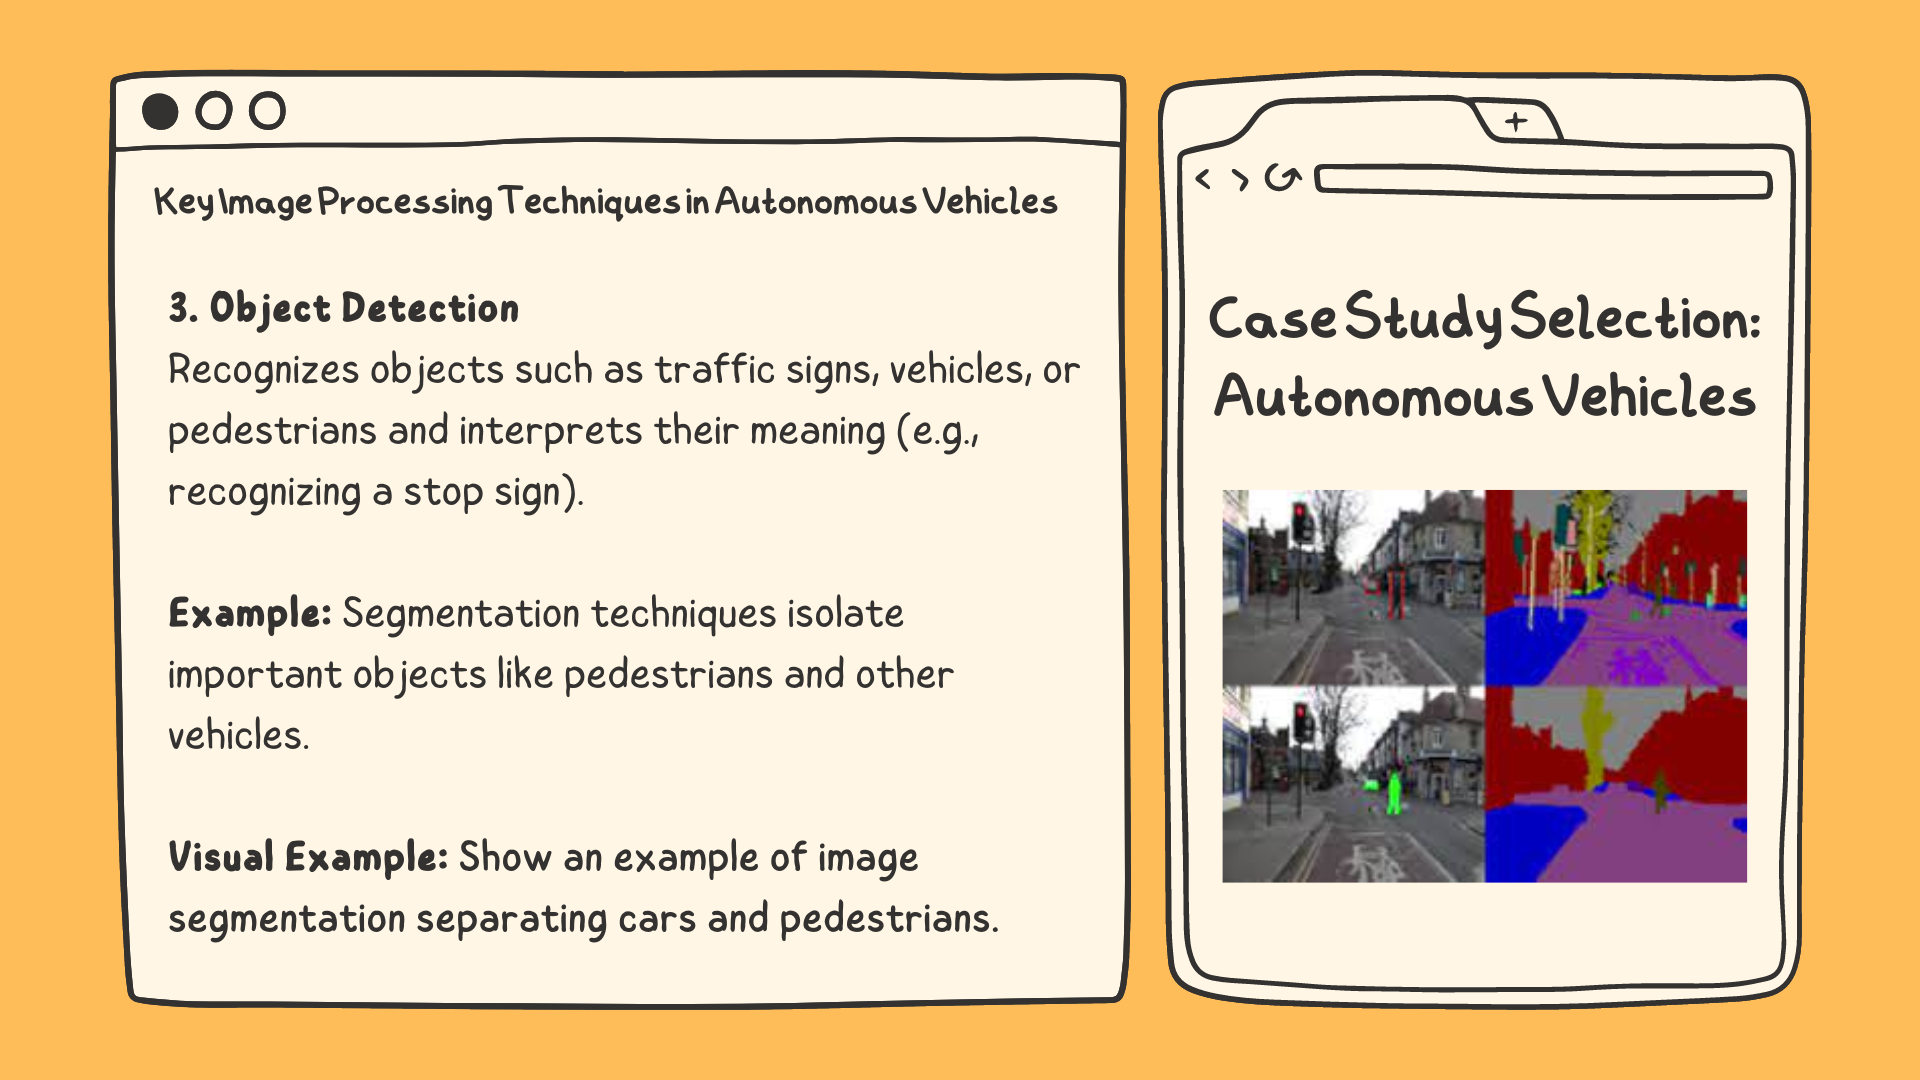 Key Image Processing Techniques in Autonomous Vehicles
3. Object Detection
Recognizes objects such as traffic signs, vehicles, or
pedestrians and interprets their meaning (e.g.,
recognizing a stop sign).
Example: Segmentation techniques isolate
important objects like pedestrians and other
vehicles.
Visual Example: Show an example of image
segmentation separating cars and pedestrians.
Case Study Selection:
Autonomous Vehicles